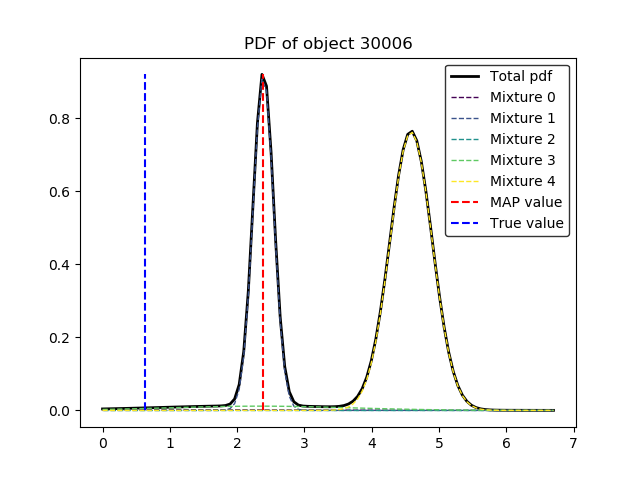 PDF of object 30006
Total pdf
Mixture 0
Mixture 1
Mixture 2
Mixture 3
Mixture 4
MAP value
True value
0.8
0.6
0.4
0.2
0.0
0 1 2 3 4 5 6 7